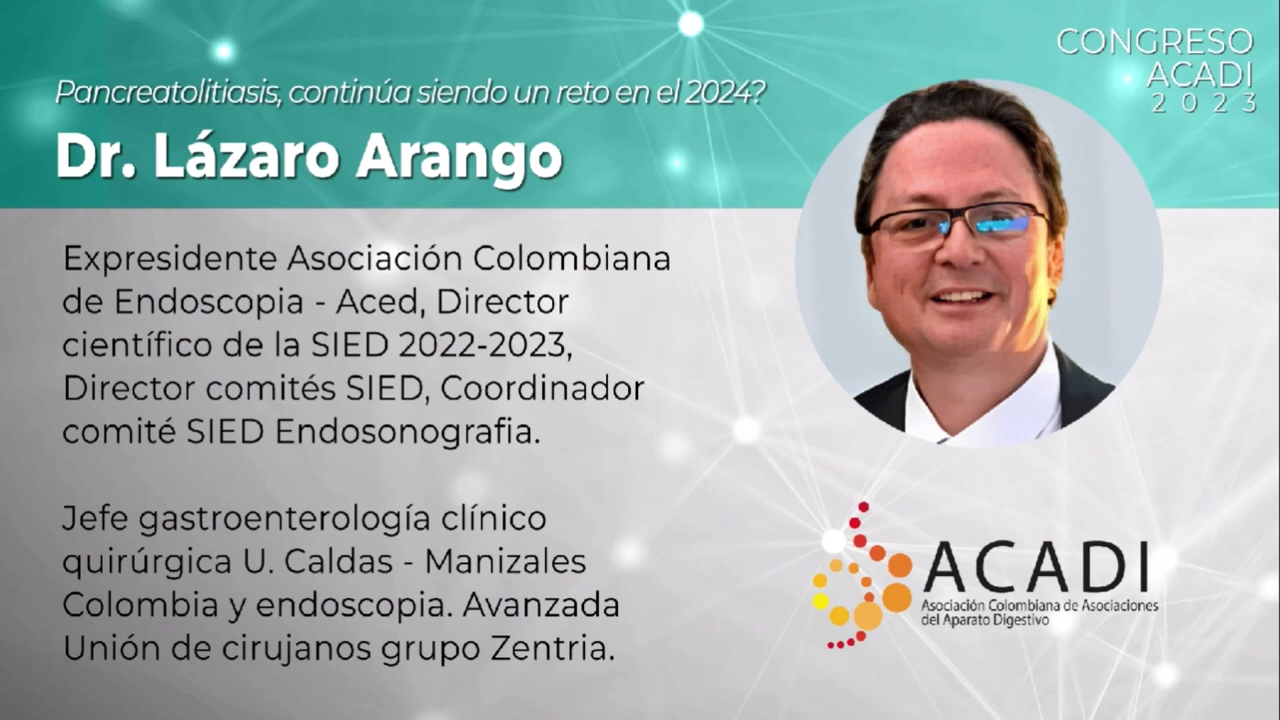 CONGRESO
ACADI
2023
Pancreatolitiasis, continúa siendo un reto en el 2024?
Dr. Lázaro Arango
Expresidente Asociación Colombiana
de Endoscopia - Aced, Director
científico de la SIED 2022-2023,
Director comités SIED, Coordinador
comité SIED Endosonografia.
Jefe gastroenterología clínico
quirúrgica U. Caldas - Manizales
Colombia y endoscopia. Avanzada
Unión de cirujanos grupo Zentria.
ACADI
Asociación Colombiana de Asociaciones
del Aparato Digestivo